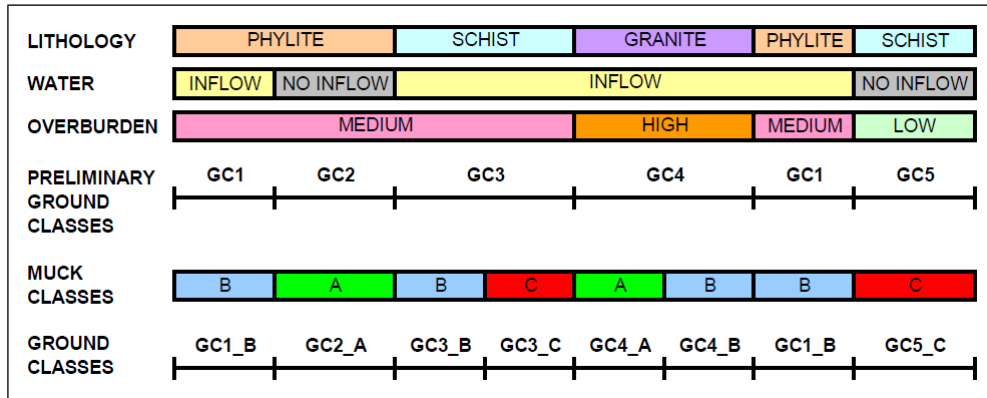 LITHOLOGY PHYLITE SCHIST GRANITE PHYLITE SCHIST
WATER INFLOW NO INFLOW INFLOW NO INFLOW
OVERBURDEN MEDIUM HIGH MEDIUM LOW
PRELIMINARY GC1 GC2 GC3 GC4 GC1 GC5
GROUND
CLASSES
MUCK
CLASSES B A B C A B B C
GROUND GC1_B GC2_A GC3_B GC3_C GC4_A GC4_B GC1_B GC5_C
CLASSES